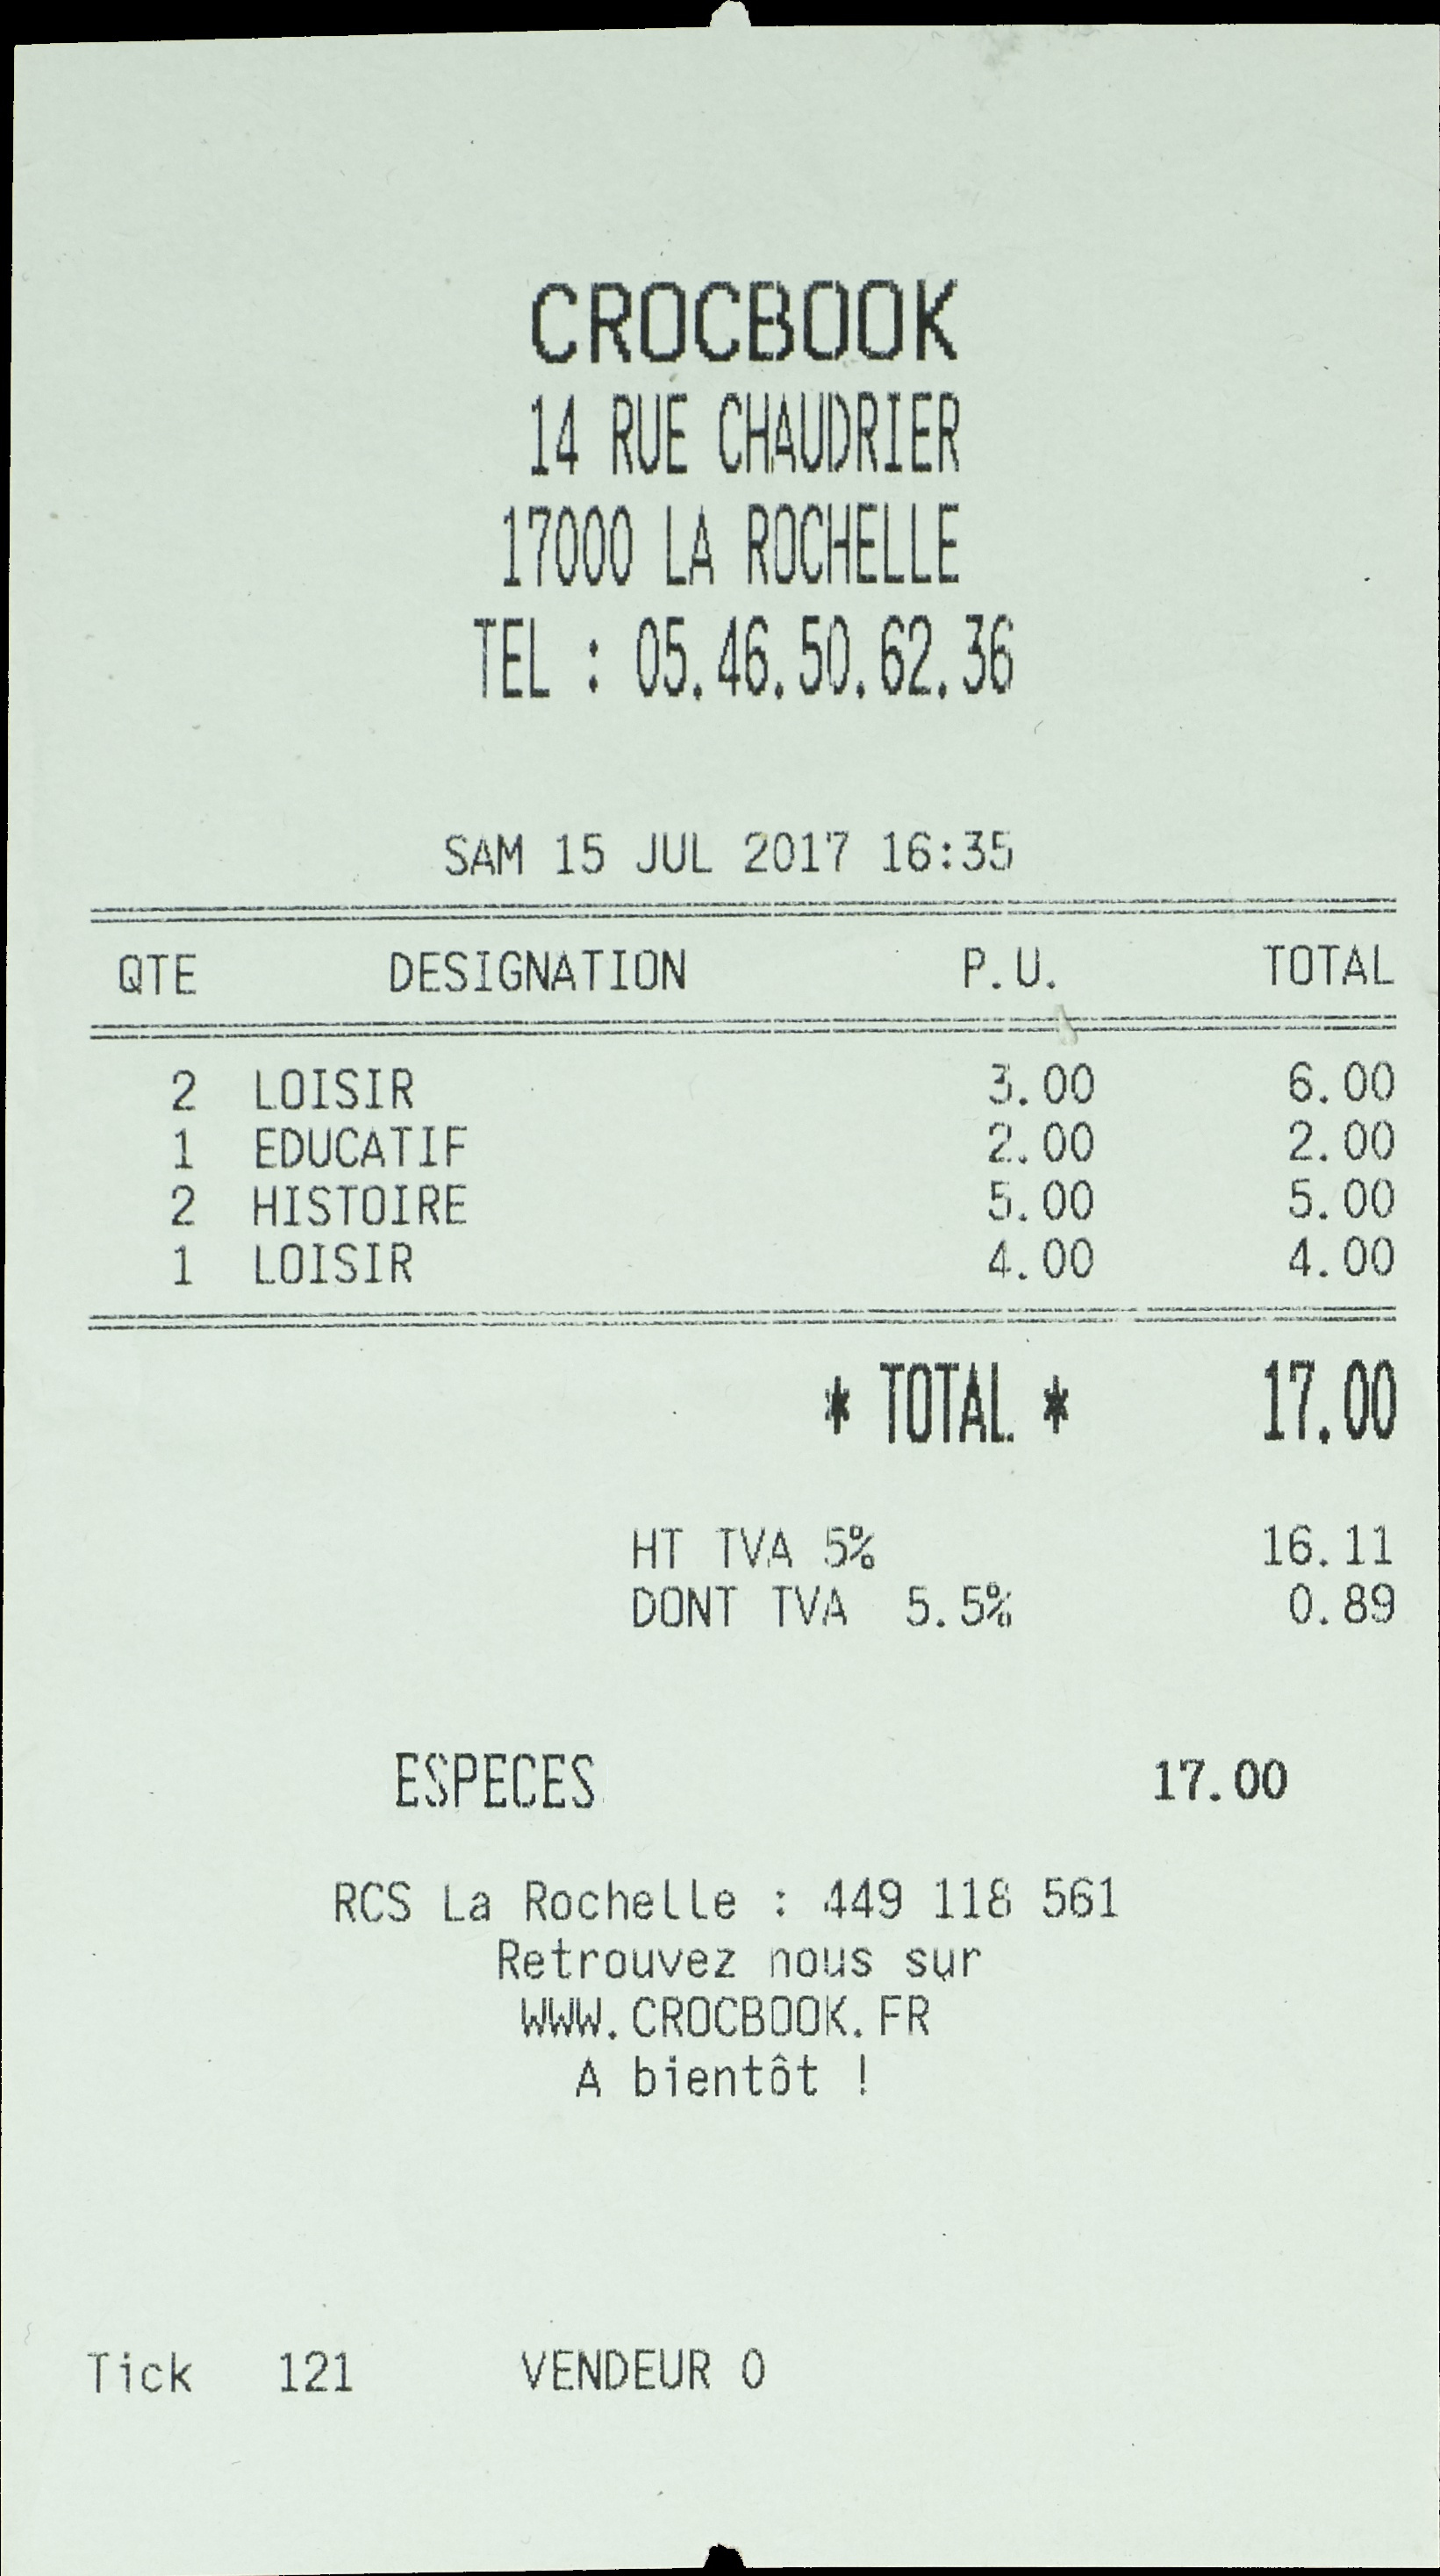 CROCBOOK
14 RUE CHAUDRIER
17000 LA ROCHELLE
TEL : 05.46.50.62.36
SAM 15 JUL 2017 16:35
QTE DESIGNATION P.U. TOTAL
2 LOISIR 3.00 6.00
1 EDUCATIF 2.00 2.00
2 HISTOIRE 5.00 5.00
1 LOISIR 4.00 4.00
* TOTAL * 17.00
HT TVA 5% 16.11
DONT TVA 5.5% 0.89
ESPECES 17.00
RCS La Rochelle : 449 118 561
Retrouvez nous sur
WWW.CROCBOOK.FR
A bientôt !
Tick 121 VENDEUR 0